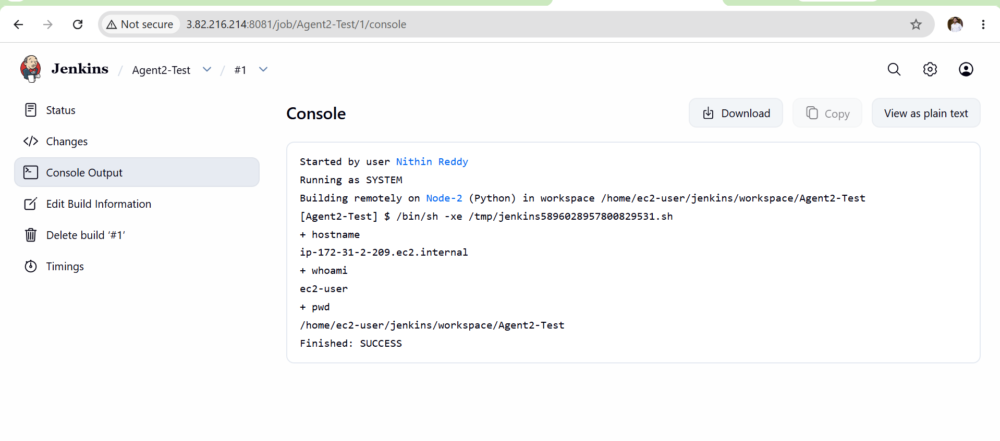 Not secure 3.82.216.214:8081/job/Agent2-Test/1/console
Jenkins / Agent2-Test / #1
Status
Changes
Console Output
Edit Build Information
Delete build ‘#1’
Timings
Console
Download
Copy
View as plain text
Started by user Nithin Reddy
Running as SYSTEM
Building remotely on Node-2 (Python) in workspace /home/ec2-user/jenkins/workspace/Agent2-Test
[Agent2-Test] $ /bin/sh -xe /tmp/jenkins5896028957800829531.sh
+ hostname
ip-172-31-2-209.ec2.internal
+ whoami
ec2-user
+ pwd
/home/ec2-user/jenkins/workspace/Agent2-Test
Finished: SUCCESS